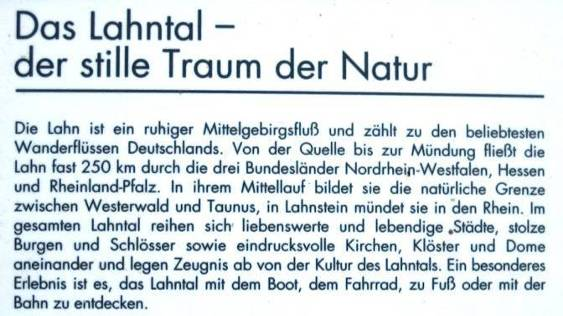 Das Lahntal –
der stille Traum der Natur
Die Lahn ist ein ruhiger Mittelgebirgsfluß und zählt zu den beliebtesten
Wanderflüssen Deutschlands. Von der Quelle bis zur Mündung fließt die
Lahn fast 250 km durch die drei Bundesländer Nordrhein-Westfalen, Hessen
und Rheinland-Pfalz. In ihrem Mittellauf bildet sie die natürliche Grenze
zwischen Westerwald und Taunus, in Lahnstein mündet sie in den Rhein. Im
gesamten Lahntal reihen sich liebenswerte und lebendige Städte, stolze
Burgen und Schlösser sowie eindrucksvolle Kirchen, Klöster und Dome
aneinander und legen Zeugnis ab von der Kultur des Lahntals. Ein besonderes
Erlebnis ist es, das Lahntal mit dem Boot, dem Fahrrad, zu Fuß oder mit der
Bahn zu entdecken.